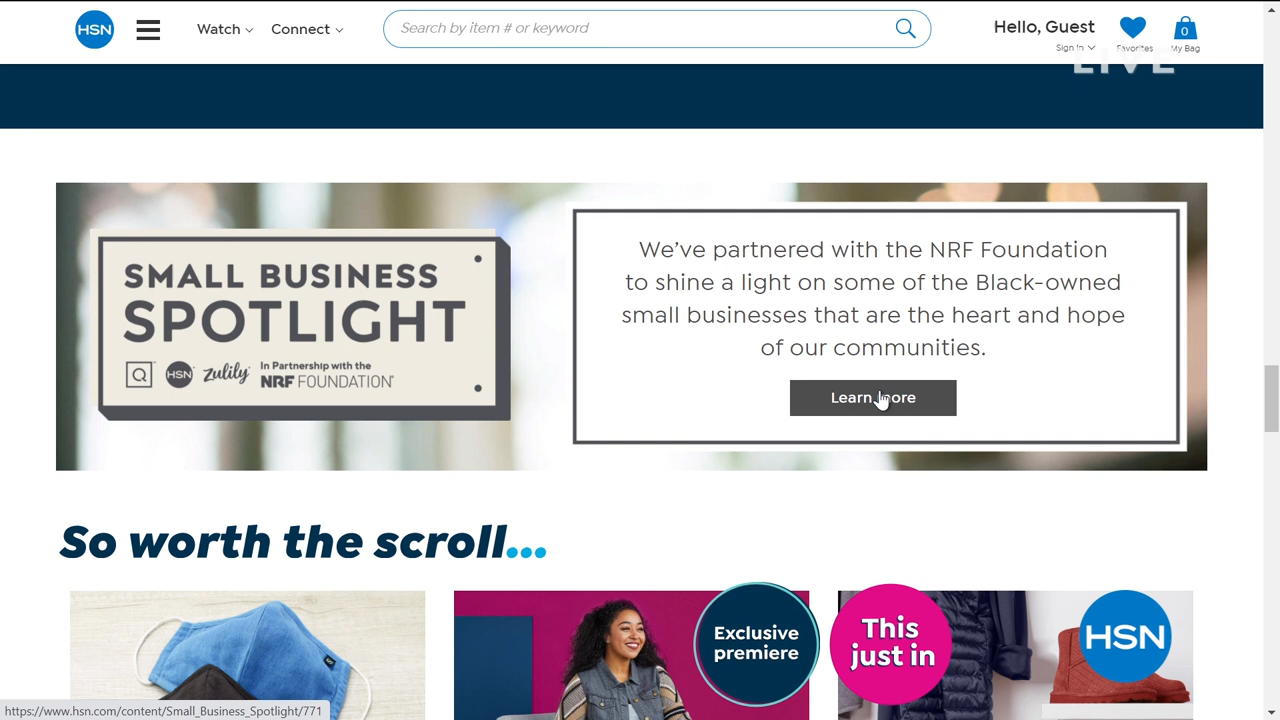 HSN
Watch
Connect
Search by item # or keyword
Hello, Guest
Sign In
Favorites
0
My Bag
LIVE
SMALL BUSINESS
SPOTLIGHT
Q HSN zulily In Partnership with the
NRF FOUNDATION
We’ve partnered with the NRF Foundation
to shine a light on some of the Black-owned
small businesses that are the heart and hope
of our communities.
Learn more
So worth the scroll...
Exclusive
premiere
This
just in
HSN
https://www.hsn.com/content/Small_Business_Spotlight/771